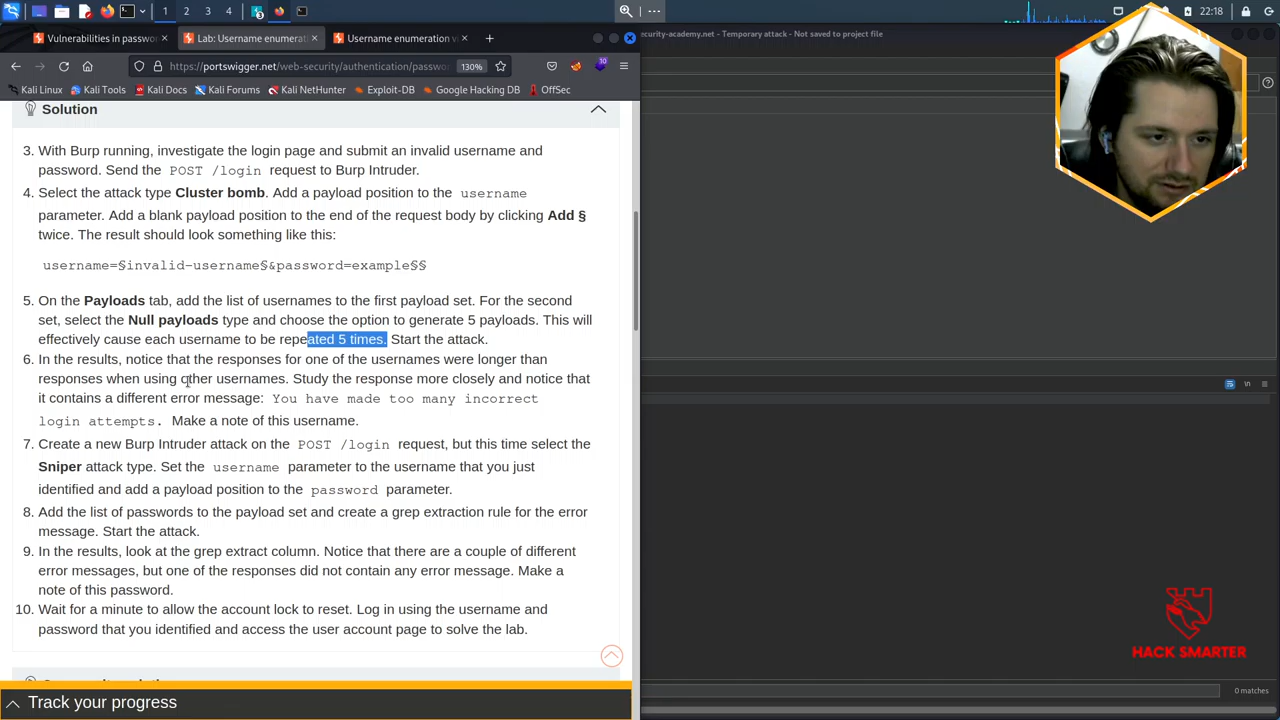 1 2 3 4 3 22:18
Vulnerabilities in passwo
Lab: Username enumerati
Username enumeration v
security-academy.net - Temporary attack - Not saved to project file
https://portswigger.net/web-security/authentication/passwo 130%
Kali Linux Kali Tools Kali Docs Kali Forums Kali NetHunter Exploit-DB Google Hacking DB OffSec
Solution
3. With Burp running, investigate the login page and submit an invalid username and
password. Send the POST /login request to Burp Intruder.
4. Select the attack type Cluster bomb. Add a payload position to the username
parameter. Add a blank payload position to the end of the request body by clicking Add §
twice. The result should look something like this:
username=§invalid-username§&password=example§§
5. On the Payloads tab, add the list of usernames to the first payload set. For the second
set, select the Null payloads type and choose the option to generate 5 payloads. This will
effectively cause each username to be repeated 5 times. Start the attack.
6. In the results, notice that the responses for one of the usernames were longer than
responses when using other usernames. Study the response more closely and notice that
it contains a different error message: You have made too many incorrect
login attempts. Make a note of this username.
7. Create a new Burp Intruder attack on the POST /login request, but this time select the
Sniper attack type. Set the username parameter to the username that you just
identified and add a payload position to the password parameter.
8. Add the list of passwords to the payload set and create a grep extraction rule for the error
message. Start the attack.
9. In the results, look at the grep extract column. Notice that there are a couple of different
error messages, but one of the responses did not contain any error message. Make a
note of this password.
10. Wait for a minute to allow the account lock to reset. Log in using the username and
password that you identified and access the user account page to solve the lab.
Track your progress
\n
HACK SMARTER
0 matches